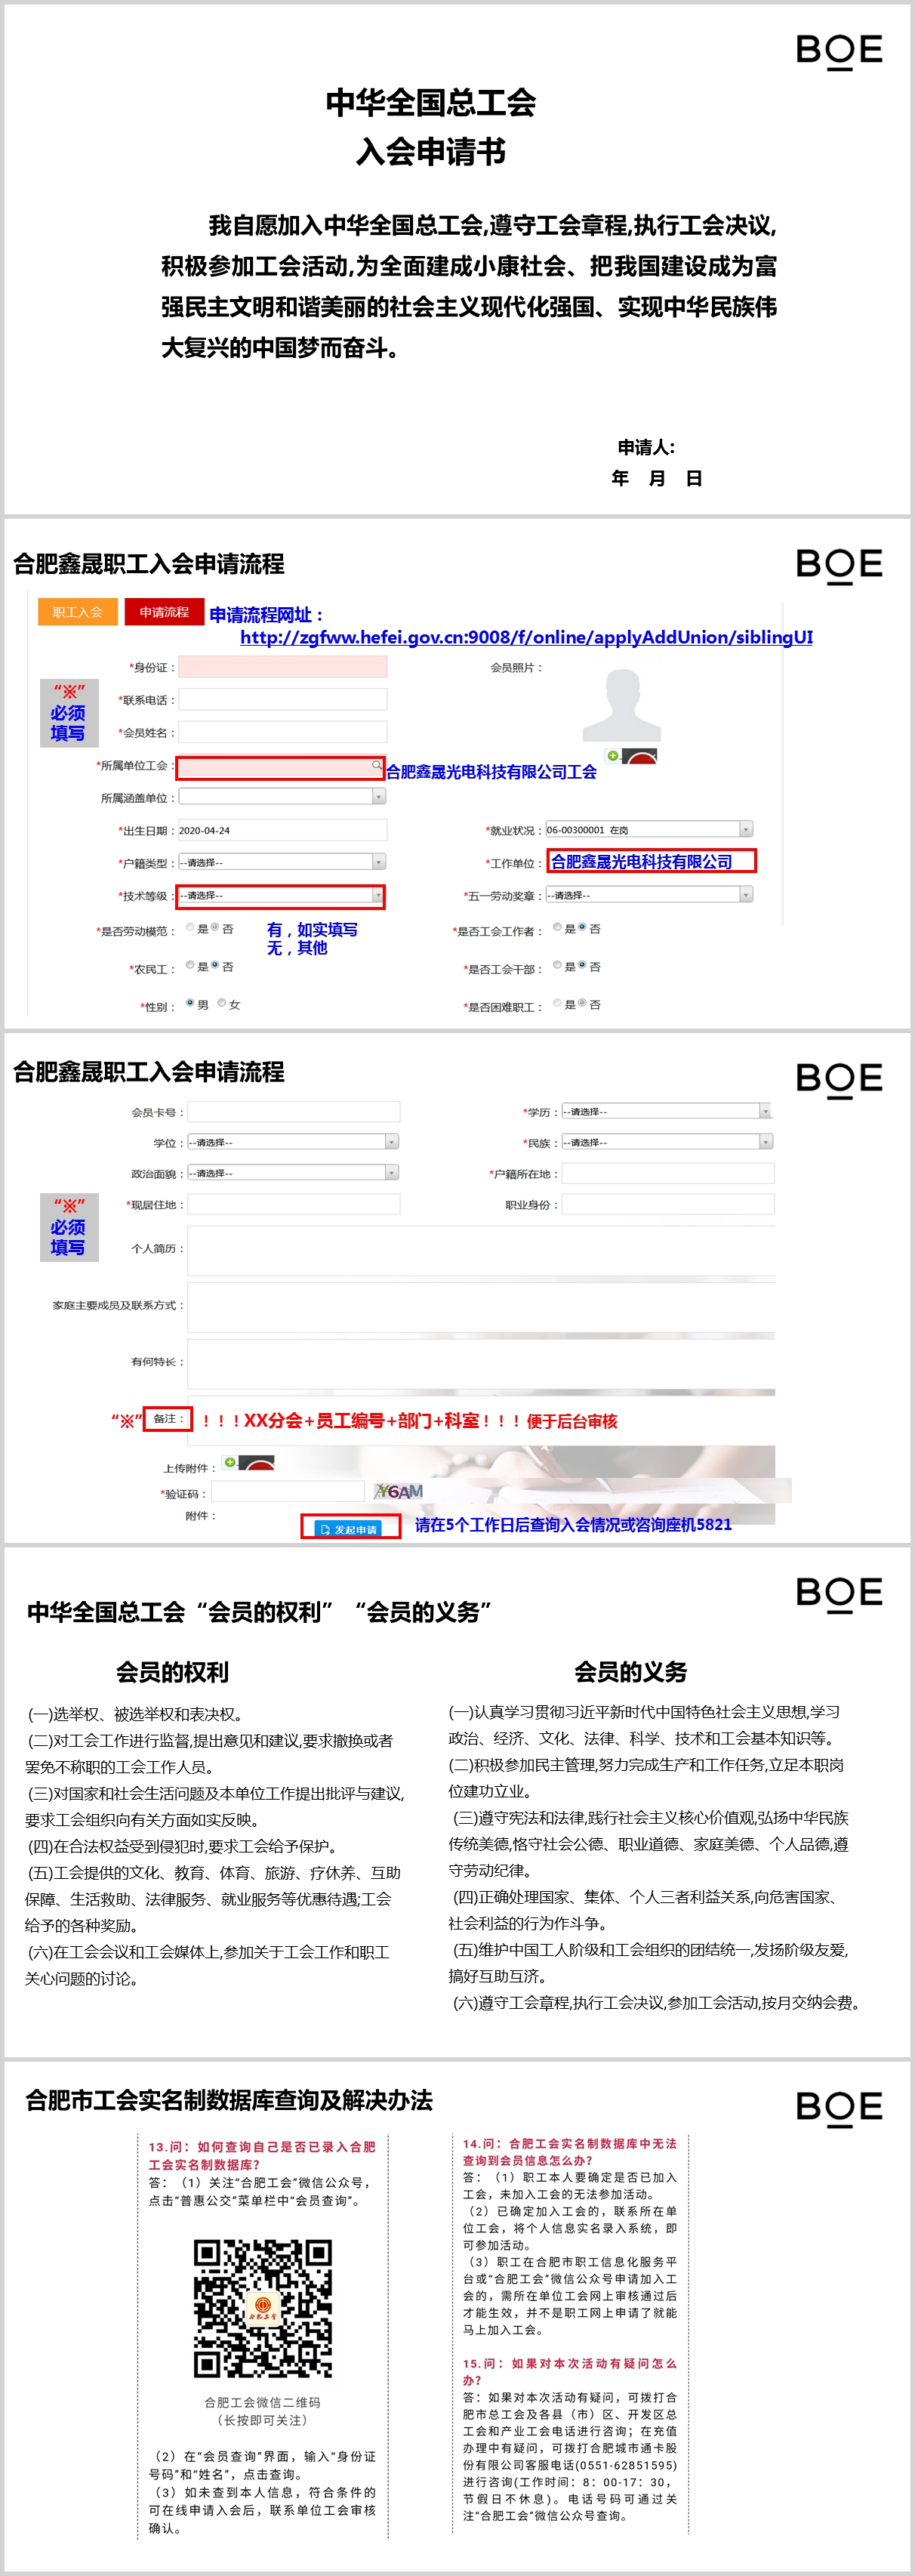 BOE
中华全国总工会
入会申请书
我自愿加入中华全国总工会,遵守工会章程,执行工会决议,
积极参加工会活动,为全面建成小康社会、把我国建设成为富
强民主文明和谐美丽的社会主义现代化强国、实现中华民族伟
大复兴的中国梦而奋斗。
申请人:
年 月 日
合肥鑫晟职工入会申请流程
BOE
职工入会 申请流程 申请流程网址：
http://zgfww.hefei.gov.cn:9008/f/online/applyAddUnion/siblingUI
*身份证： 会员照片：
“※”
必须
填写
*联系电话：
*会员姓名：
*所属单位工会： 合肥鑫晟光电科技有限公司工会
所属涵盖单位：
*出生日期： 2020-04-24 *就业状况： 06-00300001 在岗
*户籍类型： --请选择-- *工作单位： 合肥鑫晟光电科技有限公司
*技术等级： --请选择-- *五一劳动奖章： --请选择--
*是否劳动模范： 是 否 有，如实填写 *是否工会工作者： 是 否
无，其他
*农民工： 是 否 *是否工会干部： 是 否
*性别： 男 女 *是否困难职工： 是 否
合肥鑫晟职工入会申请流程
BOE
会员卡号： *学历： --请选择--
学位： --请选择-- *民族： --请选择--
政治面貌： --请选择-- *户籍所在地：
“※”
必须
填写
*现居住地： 职业身份：
个人简历：
家庭主要成员及联系方式：
有何特长：
“※” 备注： ！！！XX分会+员工编号+部门+科室！！！便于后台审核
上传附件：
*验证码： AY6AM
附件：
发起申请 请在5个工作日后查询入会情况或咨询座机5821
BOE
中华全国总工会“会员的权利” “会员的义务”
会员的权利
(一)选举权、被选举权和表决权。
(二)对工会工作进行监督,提出意见和建议,要求撤换或者
罢免不称职的工会工作人员。
(三)对国家和社会生活问题及本单位工作提出批评与建议,
要求工会组织向有关方面如实反映。
(四)在合法权益受到侵犯时,要求工会给予保护。
(五)工会提供的文化、教育、体育、旅游、疗休养、互助
保障、生活救助、法律服务、就业服务等优惠待遇;工会
给予的各种奖励。
(六)在工会会议和工会媒体上,参加关于工会工作和职工
关心问题的讨论。
会员的义务
(一)认真学习贯彻习近平新时代中国特色社会主义思想,学习
政治、经济、文化、法律、科学、技术和工会基本知识等。
(二)积极参加民主管理,努力完成生产和工作任务,立足本职岗
位建功立业。
(三)遵守宪法和法律,践行社会主义核心价值观,弘扬中华民族
传统美德,恪守社会公德、职业道德、家庭美德、个人品德,遵
守劳动纪律。
(四)正确处理国家、集体、个人三者利益关系,向危害国家、
社会利益的行为作斗争。
(五)维护中国工人阶级和工会组织的团结统一,发扬阶级友爱,
搞好互助互济。
(六)遵守工会章程,执行工会决议,参加工会活动,按月交纳会费。
合肥市工会实名制数据库查询及解决办法
BOE
13.问：如何查询自己是否已录入合肥
工会实名制数据库?
答：（1）关注“合肥工会”微信公众号，
点击“普惠公交”菜单栏中“会员查询”。
合肥工会
合肥工会微信二维码
（长按即可关注）
（2）在“会员查询”界面，输入“身份证
号码”和“姓名”，点击查询。
（3）如未查到本人信息，符合条件的
可在线申请入会后，联系单位工会审核
确认。
14.问：合肥工会实名制数据库中无法
查询到会员信息怎么办?
答：（1）职工本人要确定是否已加入
工会，未加入工会的无法参加活动。
（2）已确定加入工会的，联系所在单
位工会，将个人信息实名录入系统，即
可参加活动。
（3）职工在合肥市职工信息化服务平
台或“合肥工会”微信公众号申请加入工
会的，需所在单位工会网上审核通过后
才能生效，并不是职工网上申请了就能
马上加入工会。
15.问：如果对本次活动有疑问怎么
办?
答：如果对本次活动有疑问，可拨打合
肥市总工会及各县（市）区、开发区总
工会和产业工会电话进行咨询；在充值
办理中有疑问，可拨打合肥城市通卡股
份有限公司客服电话(0551-62851595)
进行咨询(工作时间：8：00-17：30，
节假日不休息)。电话号码可通过关
注“合肥工会”微信公众号查询。